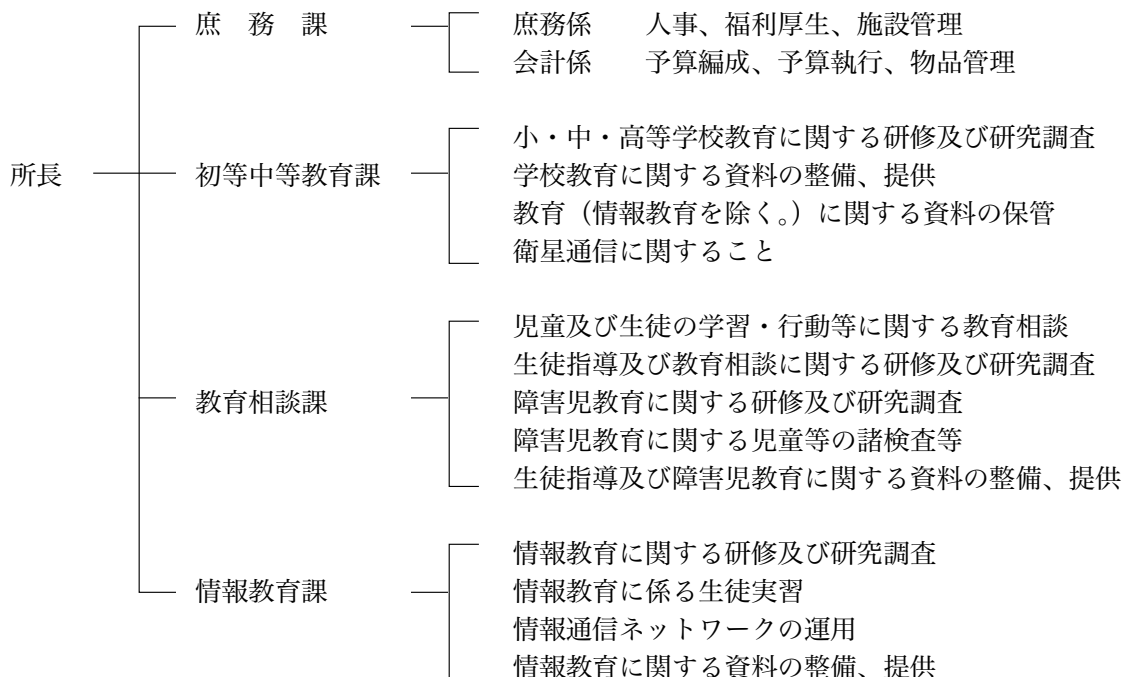 庶　務　課
庶務係　人事、福利厚生、施設管理
会計係　予算編成、予算執行、物品管理
所長
初等中等教育課
小・中・高等学校教育に関する研修及び研究調査
学校教育に関する資料の整備、提供
教育（情報教育を除く。）に関する資料の保管
衛星通信に関すること
教育相談課
児童及び生徒の学習・行動等に関する教育相談
生徒指導及び教育相談に関する研修及び研究調査
障害児教育に関する研修及び研究調査
障害児教育に関する児童等の諸検査等
生徒指導及び障害児教育に関する資料の整備、提供
情報教育課
情報教育に関する研修及び研究調査
情報教育に係る生徒実習
情報通信ネットワークの運用
情報教育に関する資料の整備、提供